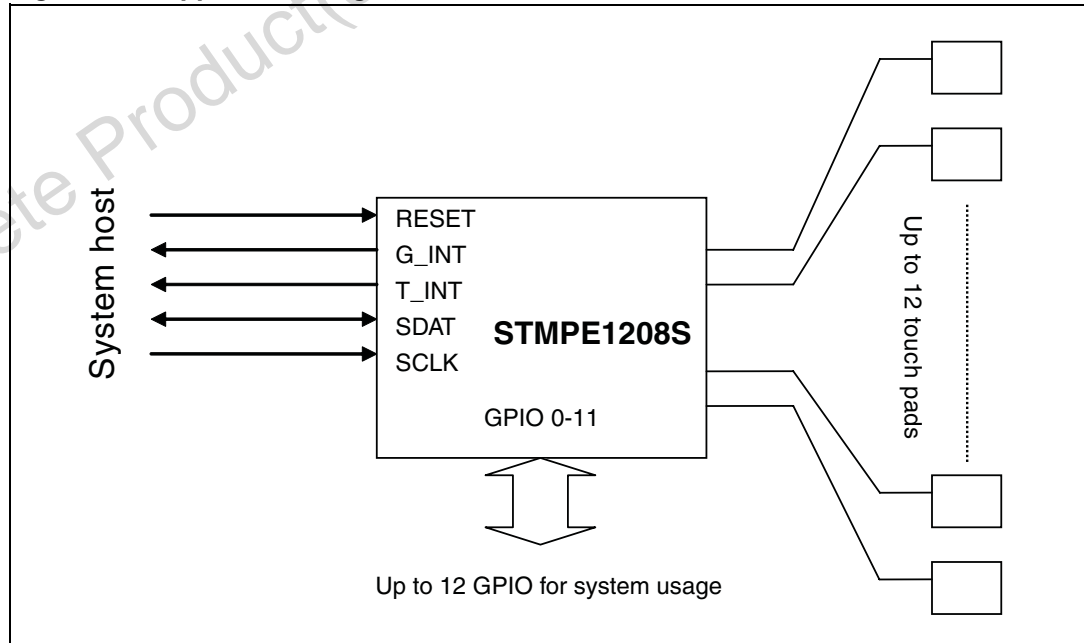 System host
RESET
G_INT
T_INT
SDAT
SCLK
STMPE1208S
GPIO 0-11
Up to 12 touch pads
Up to 12 GPIO for system usage